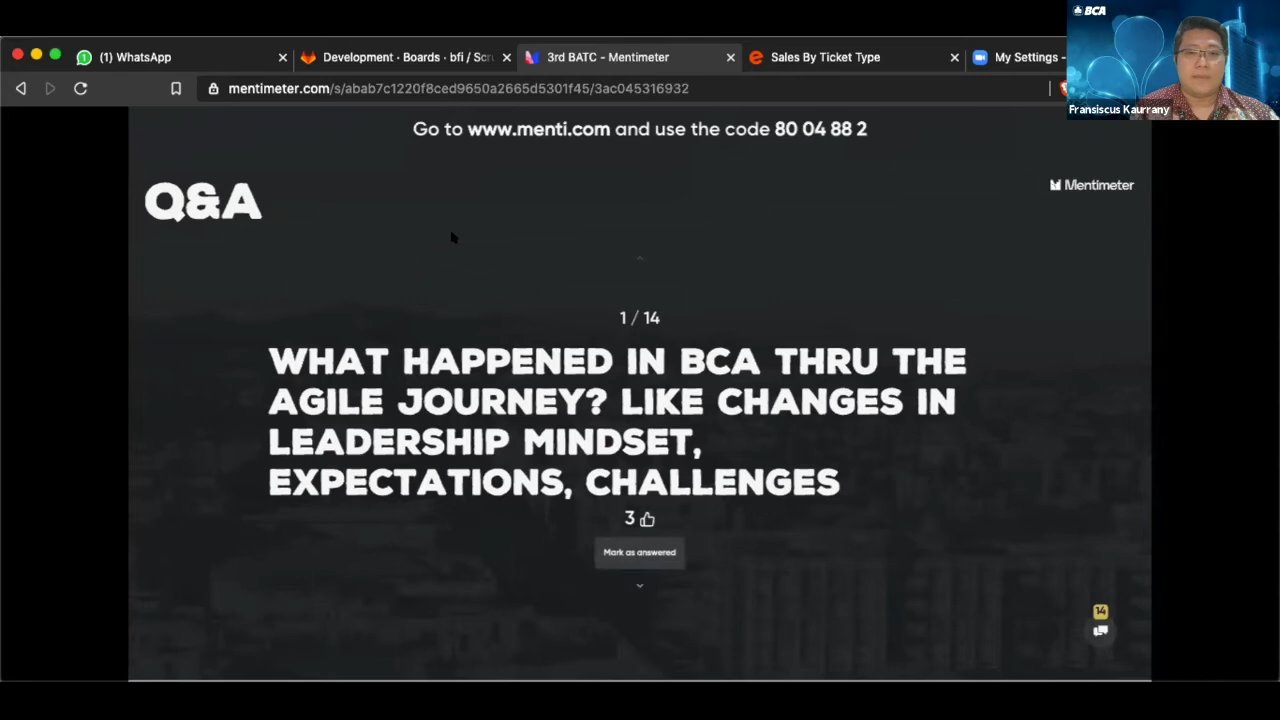 BCA
(1) WhatsApp
Development · Boards · bfi / Scru
3rd BATC - Mentimeter
Sales By Ticket Type
My Settings -
mentimeter.com/s/abab7c1220f8ced9650a2665d5301f45/3ac045316932
Fransiscus Kaurrany
Go to www.menti.com and use the code 80 04 88 2
Q&A
Mentimeter
1 / 14
WHAT HAPPENED IN BCA THRU THE
AGILE JOURNEY? LIKE CHANGES IN
LEADERSHIP MINDSET,
EXPECTATIONS, CHALLENGES
3
Mark as answered
14